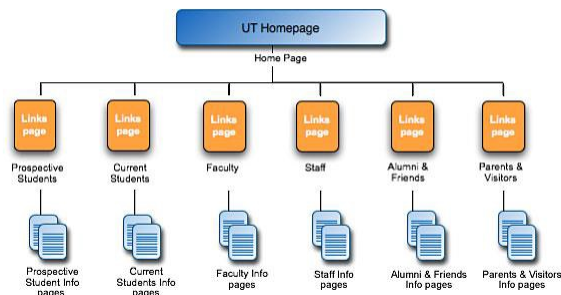 UT Homepage
Home Page
Links
page
Links
page
Links
page
Links
page
Links
page
Links
page
Prospective
Students
Current
Students
Faculty
Staff
Alumni &
Friends
Parents &
Visitors
Prospective
Student Info
pages
Current
Students Info
pages
Faculty Info
pages
Staff Info
pages
Alumni & Friends
Info pages
Parents & Visitors
Info pages